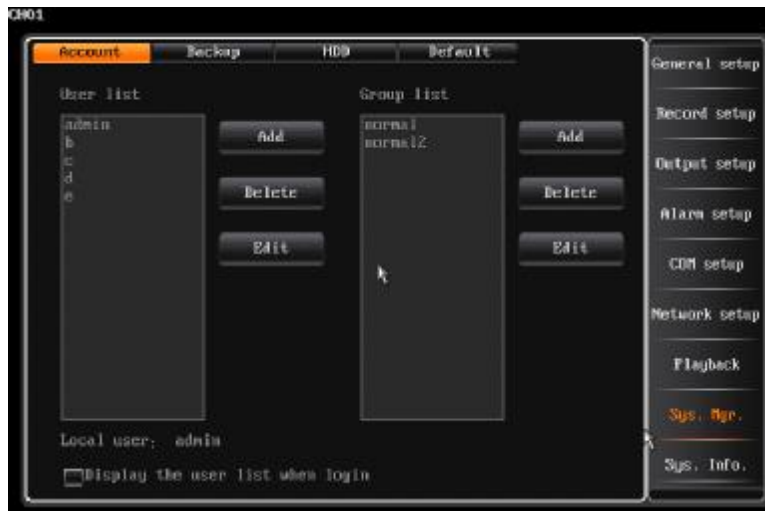 CH01
Account Backup HDD Default
User list
admin
b
c
d
e
Add
Delete
Edit
Group list
normal
normal2
Add
Delete
Edit
Local user: admin
Display the user list when login
General setup
Record setup
Output setup
Alarm setup
COM setup
Network setup
Playback
Sys. Mgr.
Sys. Info.